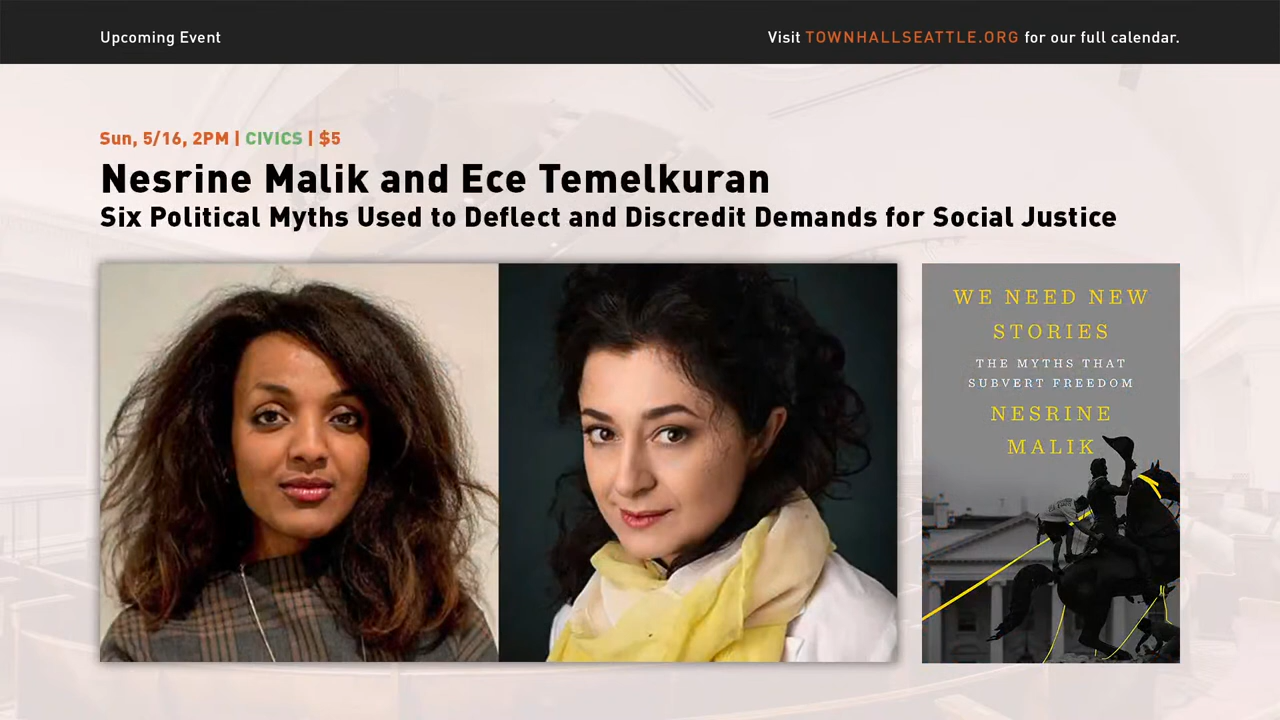 Upcoming Event
Visit TOWNHALLSEATTLE.ORG for our full calendar.
Sun, 5/16, 2PM | CIVICS | $5
Nesrine Malik and Ece Temelkuran
Six Political Myths Used to Deflect and Discredit Demands for Social Justice
WE NEED NEW
STORIES
THE MYTHS THAT
SUBVERT FREEDOM
NESRINE
MALIK